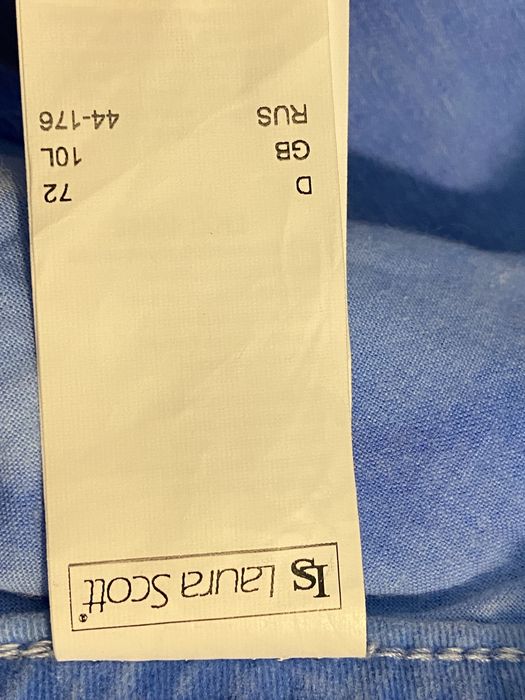 LS Laura Scott®
D 72
GB 10L
RUS 44-176